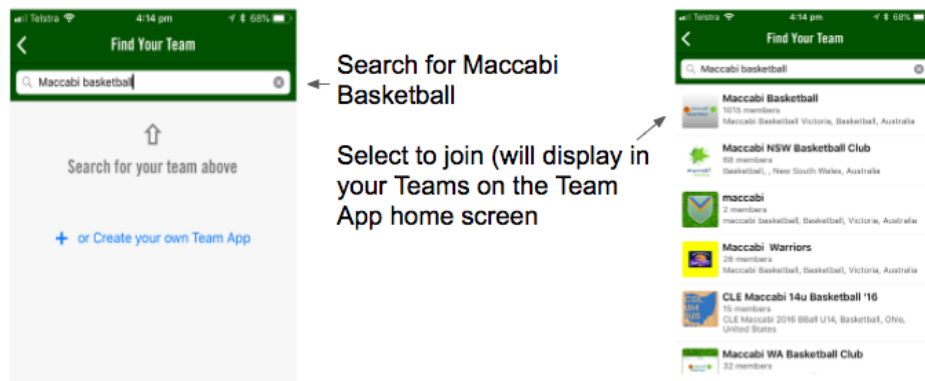 Telstra 4:14 pm 68%
Find Your Team
Maccabi basketball
Search for your team above
+ or Create your own Team App
Search for Maccabi
Basketball
Select to join (will display in
your Teams on the Team
App home screen
Telstra 4:14 pm 68%
Find Your Team
Maccabi basketball
Maccabi Basketball
1015 members
Maccabi Basketball Victoria, Basketball, Australia
Maccabi NSW Basketball Club
68 members
Basketball, , New South Wales, Australia
maccabi
2 members
maccabi basketball, Basketball, Victoria, Australia
Maccabi Warriors
28 members
Maccabi Basketball, Basketball, Victoria, Australia
CLE Maccabi 14u Basketball '16
15 members
CLE Maccabi 2016 BBall U14, Basketball, Ohio,
United States
Maccabi WA Basketball Club
32 members